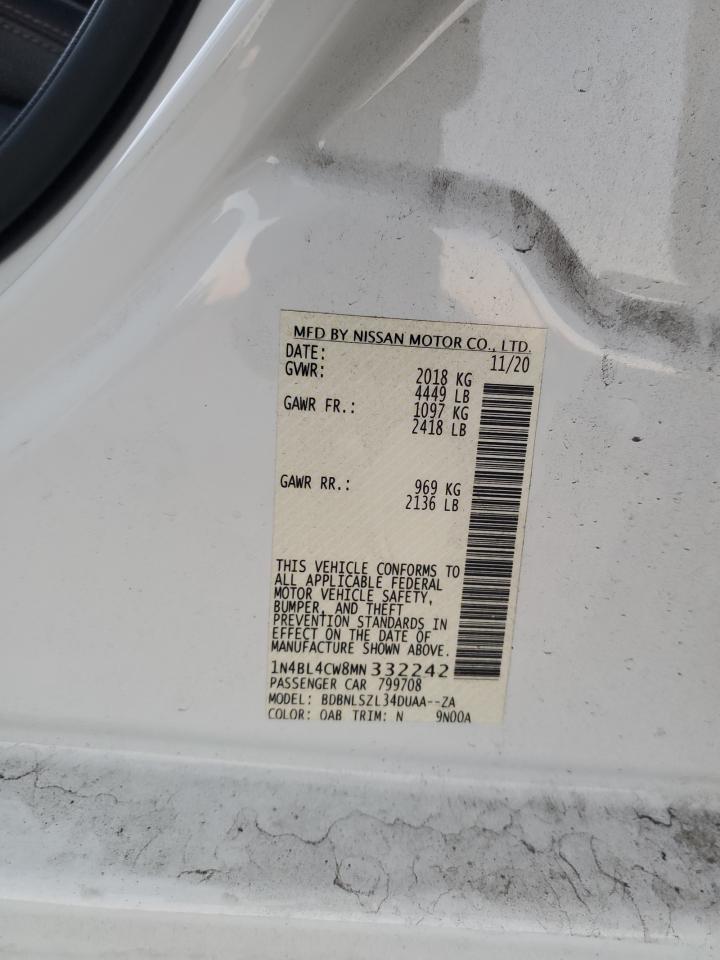 MFD BY NISSAN MOTOR CO., LTD.
DATE: 11/20
GVWR: 2018 KG
4449 LB
GAWR FR.: 1097 KG
2418 LB
GAWR RR.: 969 KG
2136 LB
THIS VEHICLE CONFORMS TO
ALL APPLICABLE FEDERAL
MOTOR VEHICLE SAFETY,
BUMPER, AND THEFT
PREVENTION STANDARDS IN
EFFECT ON THE DATE OF
MANUFACTURE SHOWN ABOVE.
1N4BL4CW8MN332242
PASSENGER CAR 799708
MODEL: BDBNLSZL34DUAA--ZA
COLOR: QAB TRIM: N 9N00A